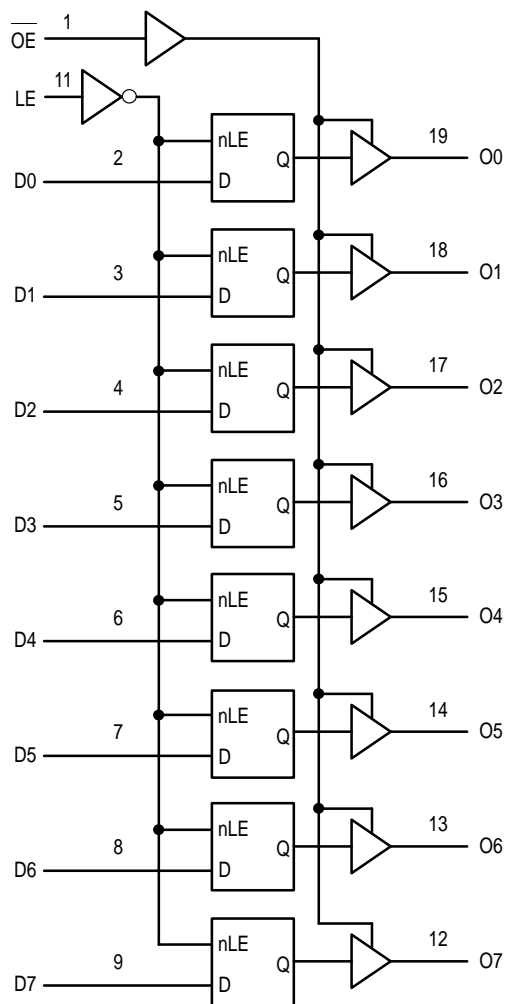 O̅E̅ 1
LE 11
nLE
D0 2 D Q 19 O0
nLE
D1 3 D Q 18 O1
nLE
D2 4 D Q 17 O2
nLE
D3 5 D Q 16 O3
nLE
D4 6 D Q 15 O4
nLE
D5 7 D Q 14 O5
nLE
D6 8 D Q 13 O6
nLE
D7 9 D Q 12 O7